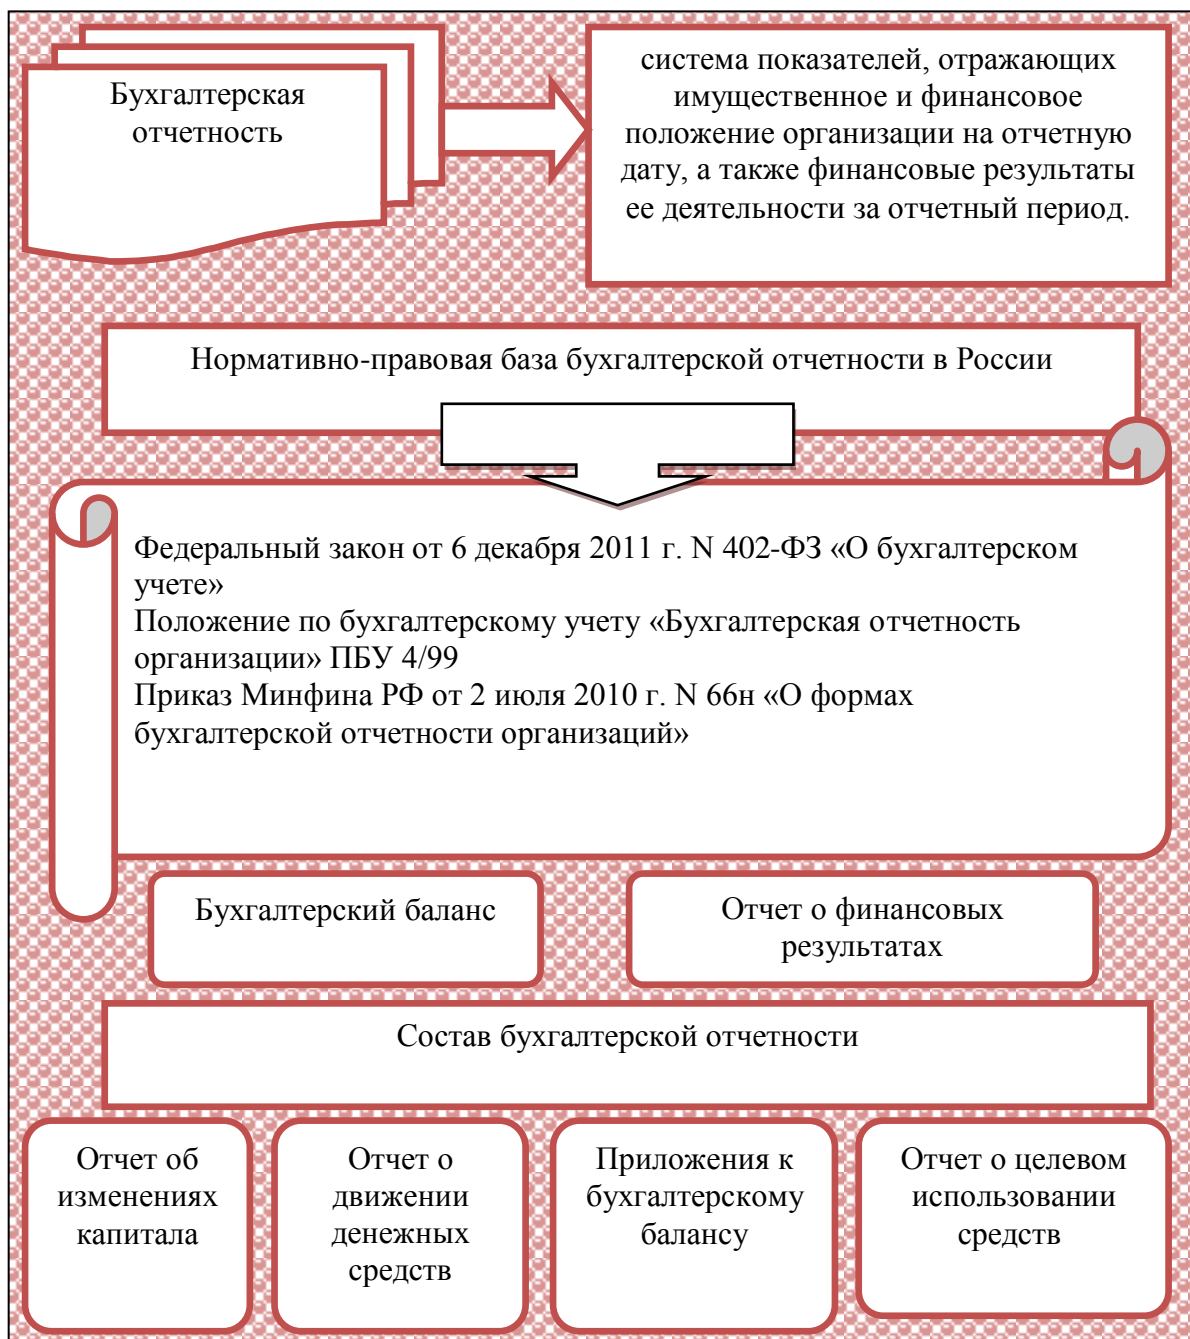 Бухгалтерская
отчетность
система показателей, отражающих
имущественное и финансовое
положение организации на отчетную
дату, а также финансовые результаты
ее деятельности за отчетный период.
Нормативно-правовая база бухгалтерской отчетности в России
Федеральный закон от 6 декабря 2011 г. N 402-ФЗ «О бухгалтерском
учете»
Положение по бухгалтерскому учету «Бухгалтерская отчетность
организации» ПБУ 4/99
Приказ Минфина РФ от 2 июля 2010 г. N 66н «О формах
бухгалтерской отчетности организаций»
Бухгалтерский баланс
Отчет о финансовых
результатах
Состав бухгалтерской отчетности
Отчет об
изменениях
капитала
Отчет о
движении
денежных
средств
Приложения к
бухгалтерскому
балансу
Отчет о целевом
использовании
средств